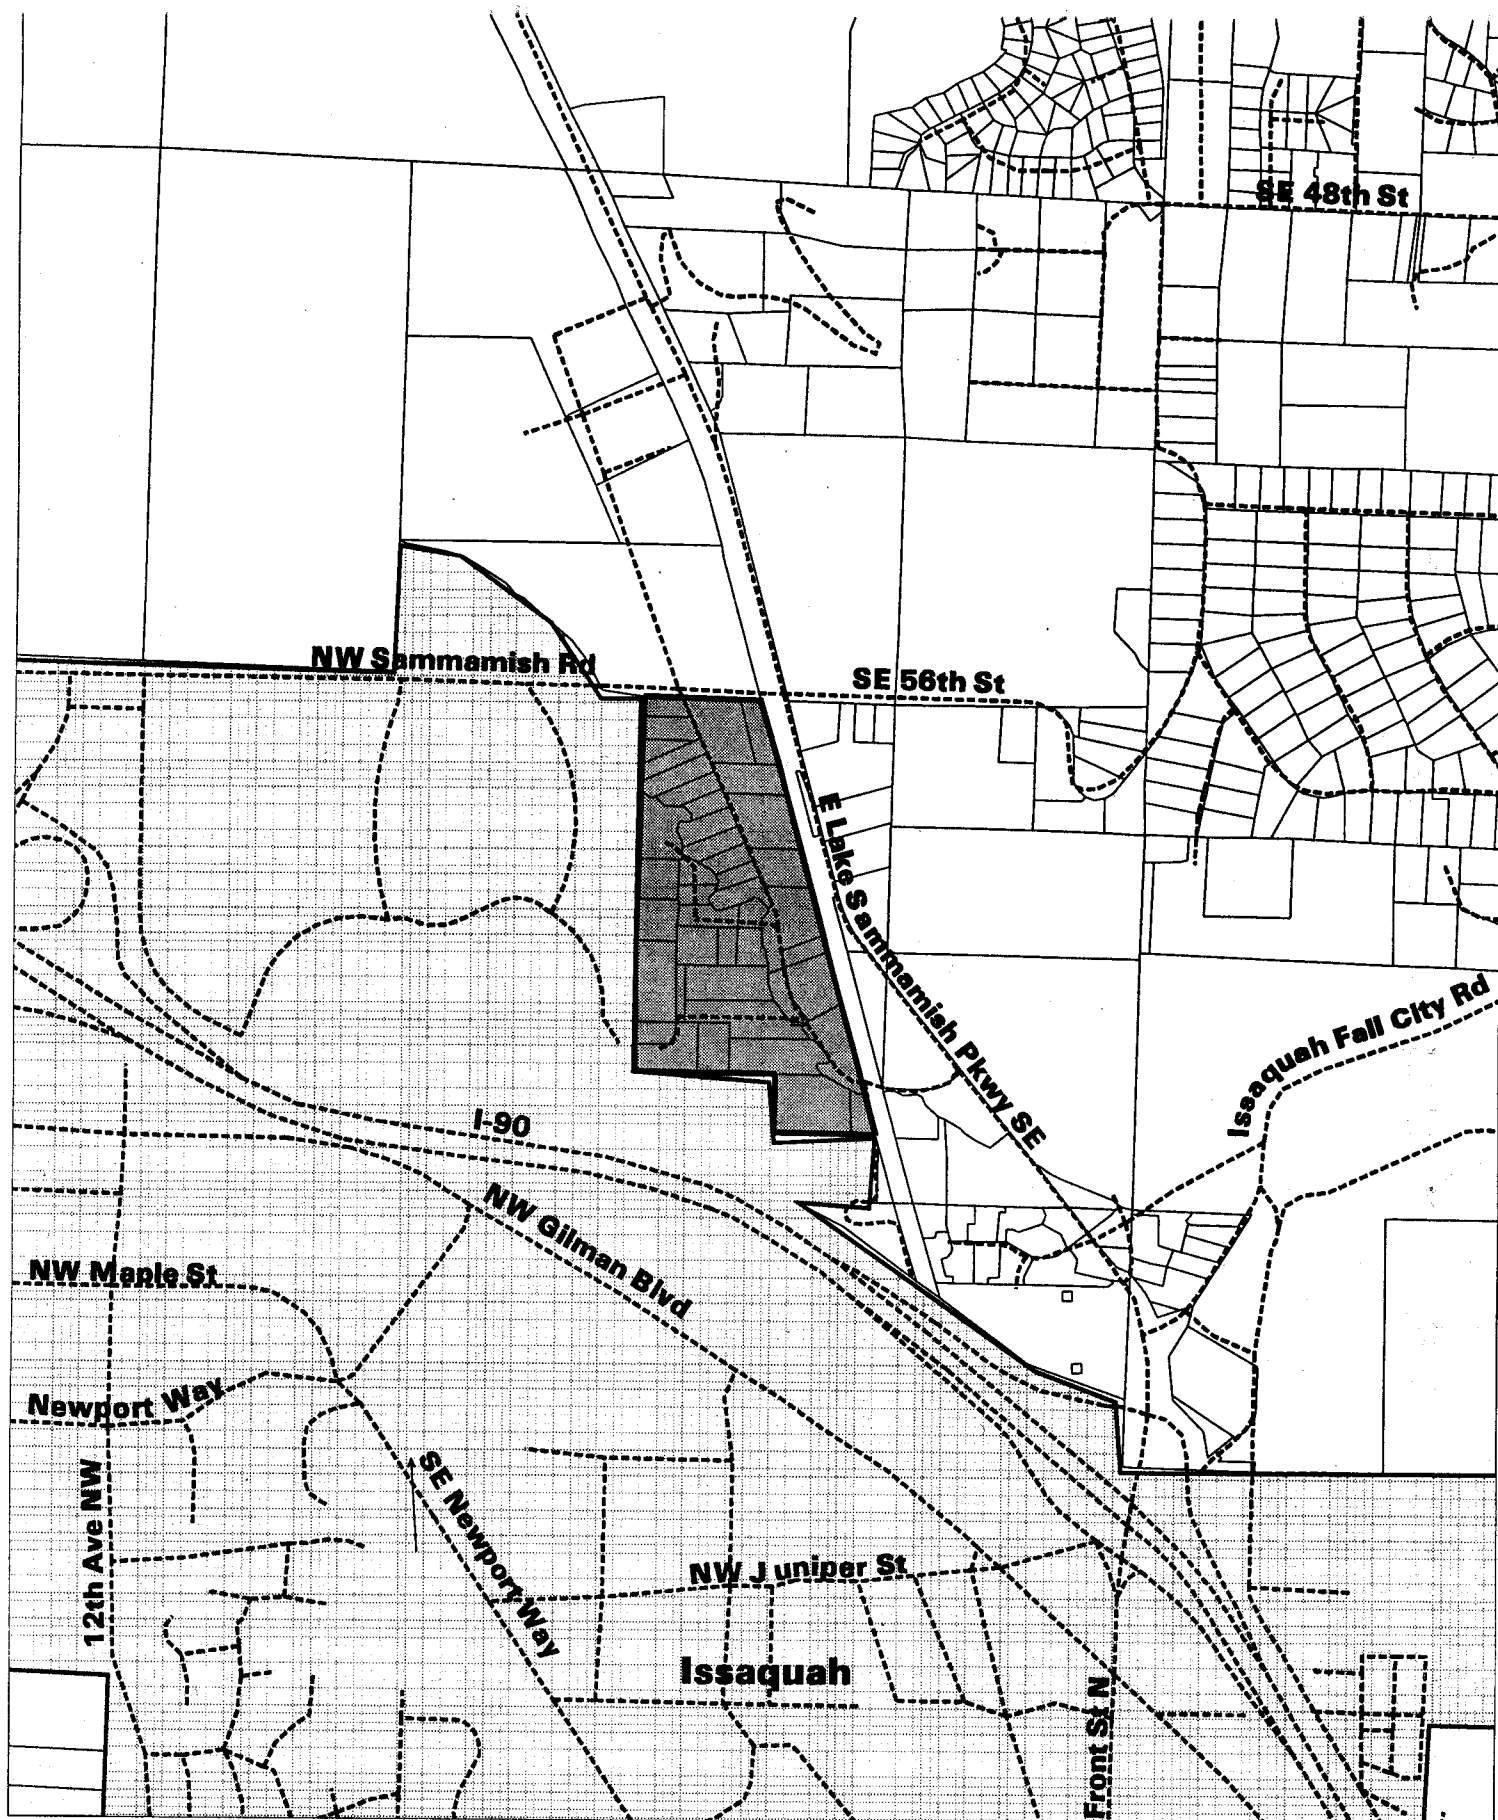 SE 48th St
NW Sammamish Rd
SE 56th St
E Lake Sammamish Pkwy SE
Issaquah Fall City Rd
I-90
NW Gilman Blvd
NW Maple St
Newport Way
12th Ave NW
SE Newport Way
NW Juniper St
Issaquah
Front St N